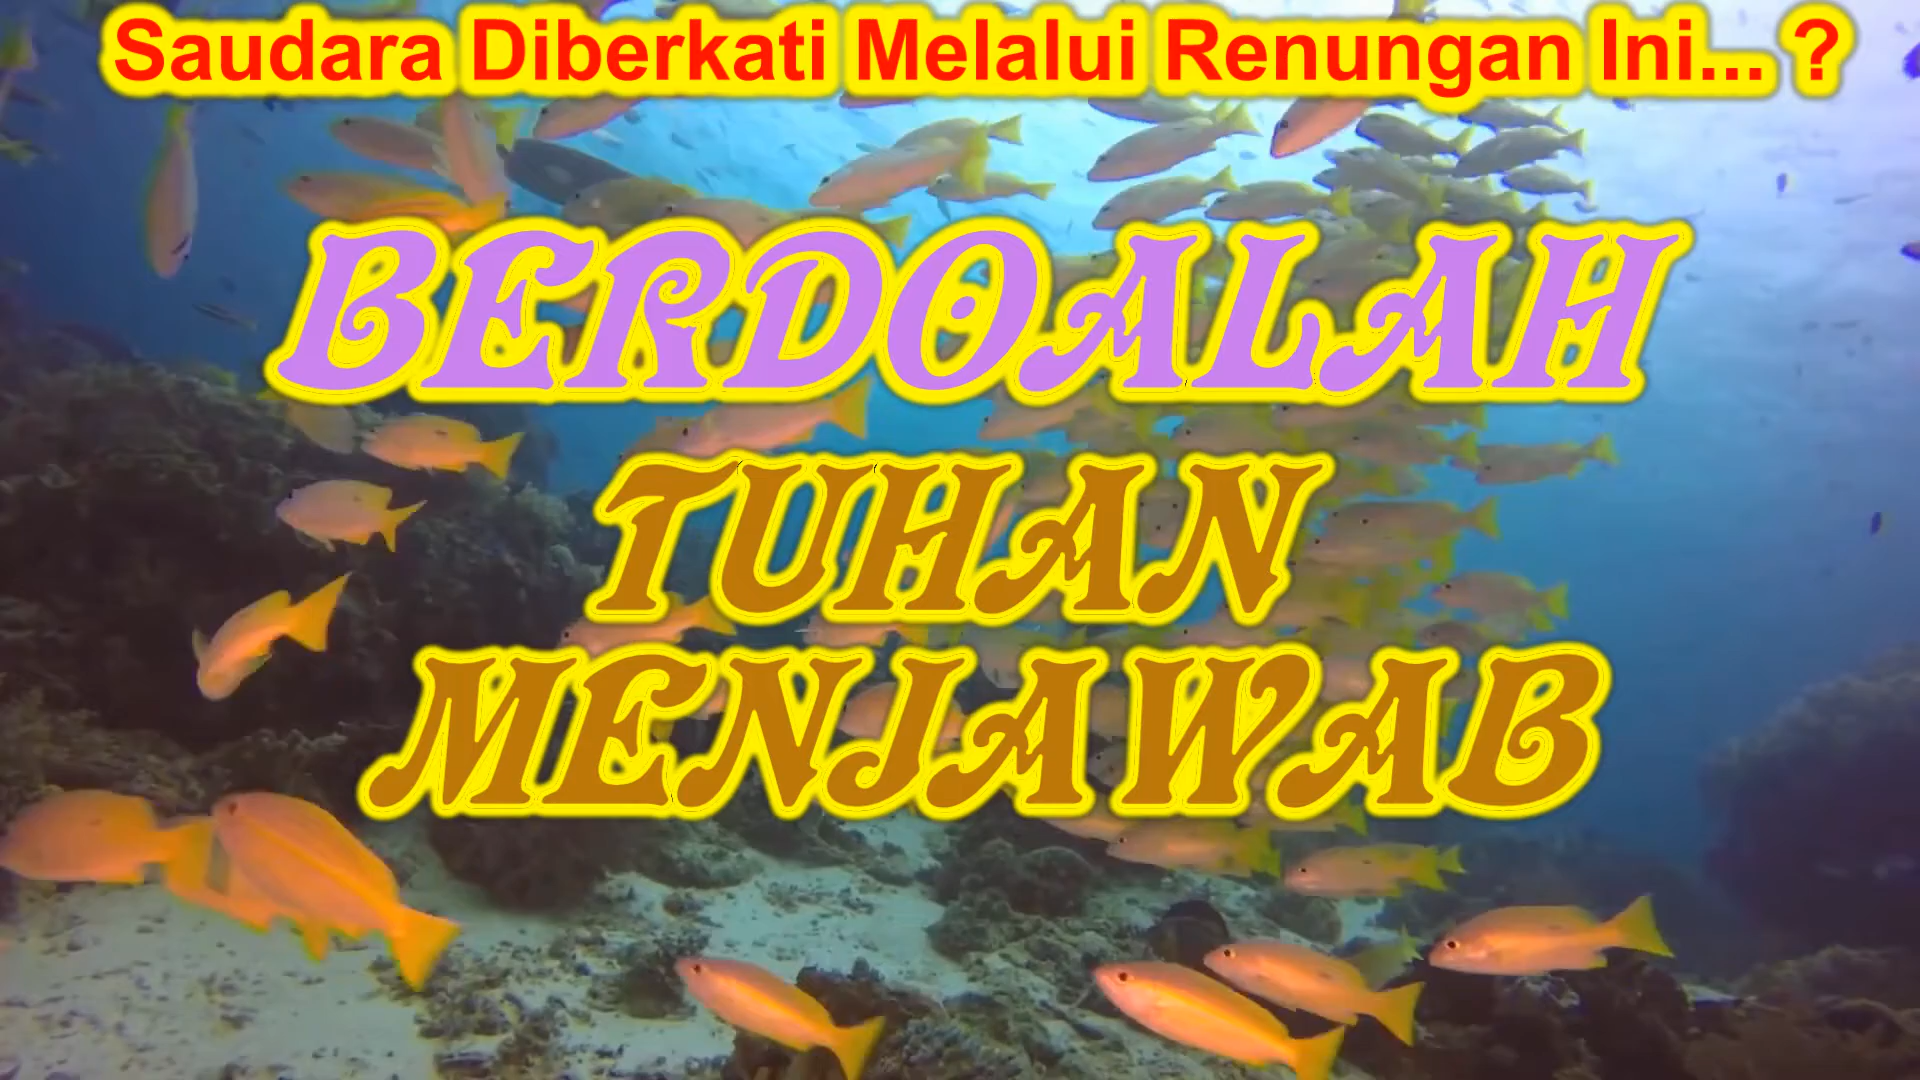 Saudara Diberkati Melalui Renungan Ini... ?
BERDOALAH
TUHAN
MENJAWAB